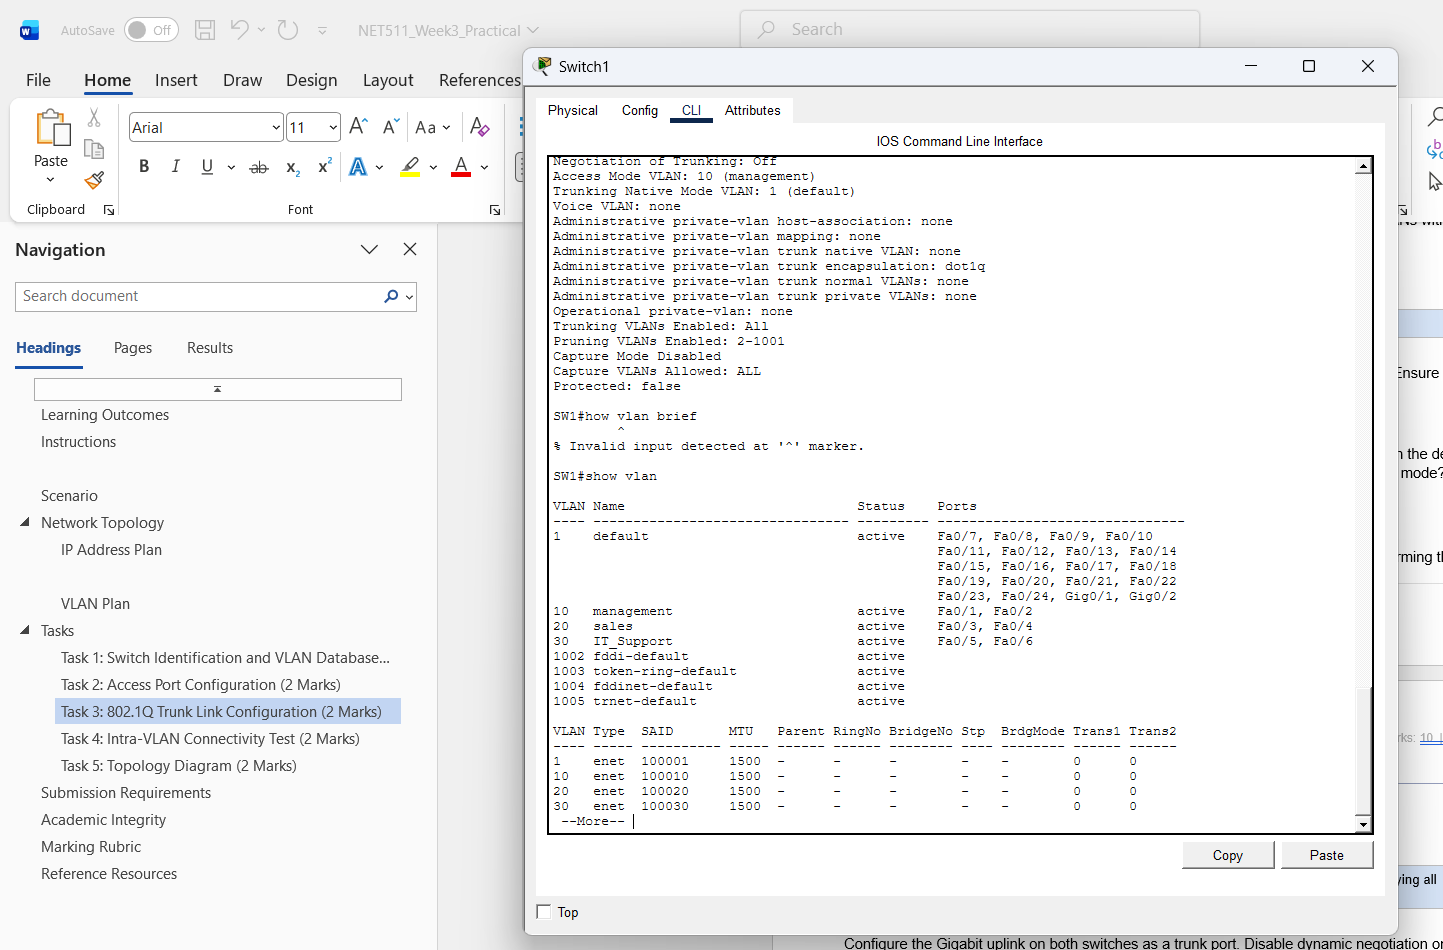 AutoSave
Off
NET511_Week3_Practical
Search
File
Home
Insert
Draw
Design
Layout
References
Paste
Clipboard
Arial
11
Aa
B I U ab x₂ x² A A
Font
Navigation
Search document
Headings
Pages
Results
Learning Outcomes
Instructions
Scenario
Network Topology
IP Address Plan
VLAN Plan
Tasks
Task 1: Switch Identification and VLAN Database...
Task 2: Access Port Configuration (2 Marks)
Task 3: 802.1Q Trunk Link Configuration (2 Marks)
Task 4: Intra-VLAN Connectivity Test (2 Marks)
Task 5: Topology Diagram (2 Marks)
Submission Requirements
Academic Integrity
Marking Rubric
Reference Resources
Switch1
Physical
Config
CLI
Attributes
IOS Command Line Interface
Negotiation of Trunking: Off
Access Mode VLAN: 10 (management)
Trunking Native Mode VLAN: 1 (default)
Voice VLAN: none
Administrative private-vlan host-association: none
Administrative private-vlan mapping: none
Administrative private-vlan trunk native VLAN: none
Administrative private-vlan trunk encapsulation: dot1q
Administrative private-vlan trunk normal VLANs: none
Administrative private-vlan trunk private VLANs: none
Operational private-vlan: none
Trunking VLANs Enabled: All
Pruning VLANs Enabled: 2-1001
Capture Mode Disabled
Capture VLANs Allowed: ALL
Protected: false
SW1#how vlan brief
^
% Invalid input detected at '^' marker.
SW1#show vlan
VLAN Name Status Ports
---- -------------------------------- --------- -------------------------------
1 default active Fa0/7, Fa0/8, Fa0/9, Fa0/10
Fa0/11, Fa0/12, Fa0/13, Fa0/14
Fa0/15, Fa0/16, Fa0/17, Fa0/18
Fa0/19, Fa0/20, Fa0/21, Fa0/22
Fa0/23, Fa0/24, Gig0/1, Gig0/2
10 management active Fa0/1, Fa0/2
20 sales active Fa0/3, Fa0/4
30 IT_Support active Fa0/5, Fa0/6
1002 fddi-default active
1003 token-ring-default active
1004 fddinet-default active
1005 trnet-default active
VLAN Type SAID MTU Parent RingNo BridgeNo Stp BrdgMode Trans1 Trans2
---- ----- ---------- ----- ------ ------ -------- ---- -------- ------ ------
1 enet 100001 1500 - - - - - 0 0
10 enet 100010 1500 - - - - - 0 0
20 enet 100020 1500 - - - - - 0 0
30 enet 100030 1500 - - - - - 0 0
--More--
Copy
Paste
Top
Ensure
the
mode?
10
all
Configure the Gigabit uplink on both switches as a trunk port. Disable dynamic negotiation